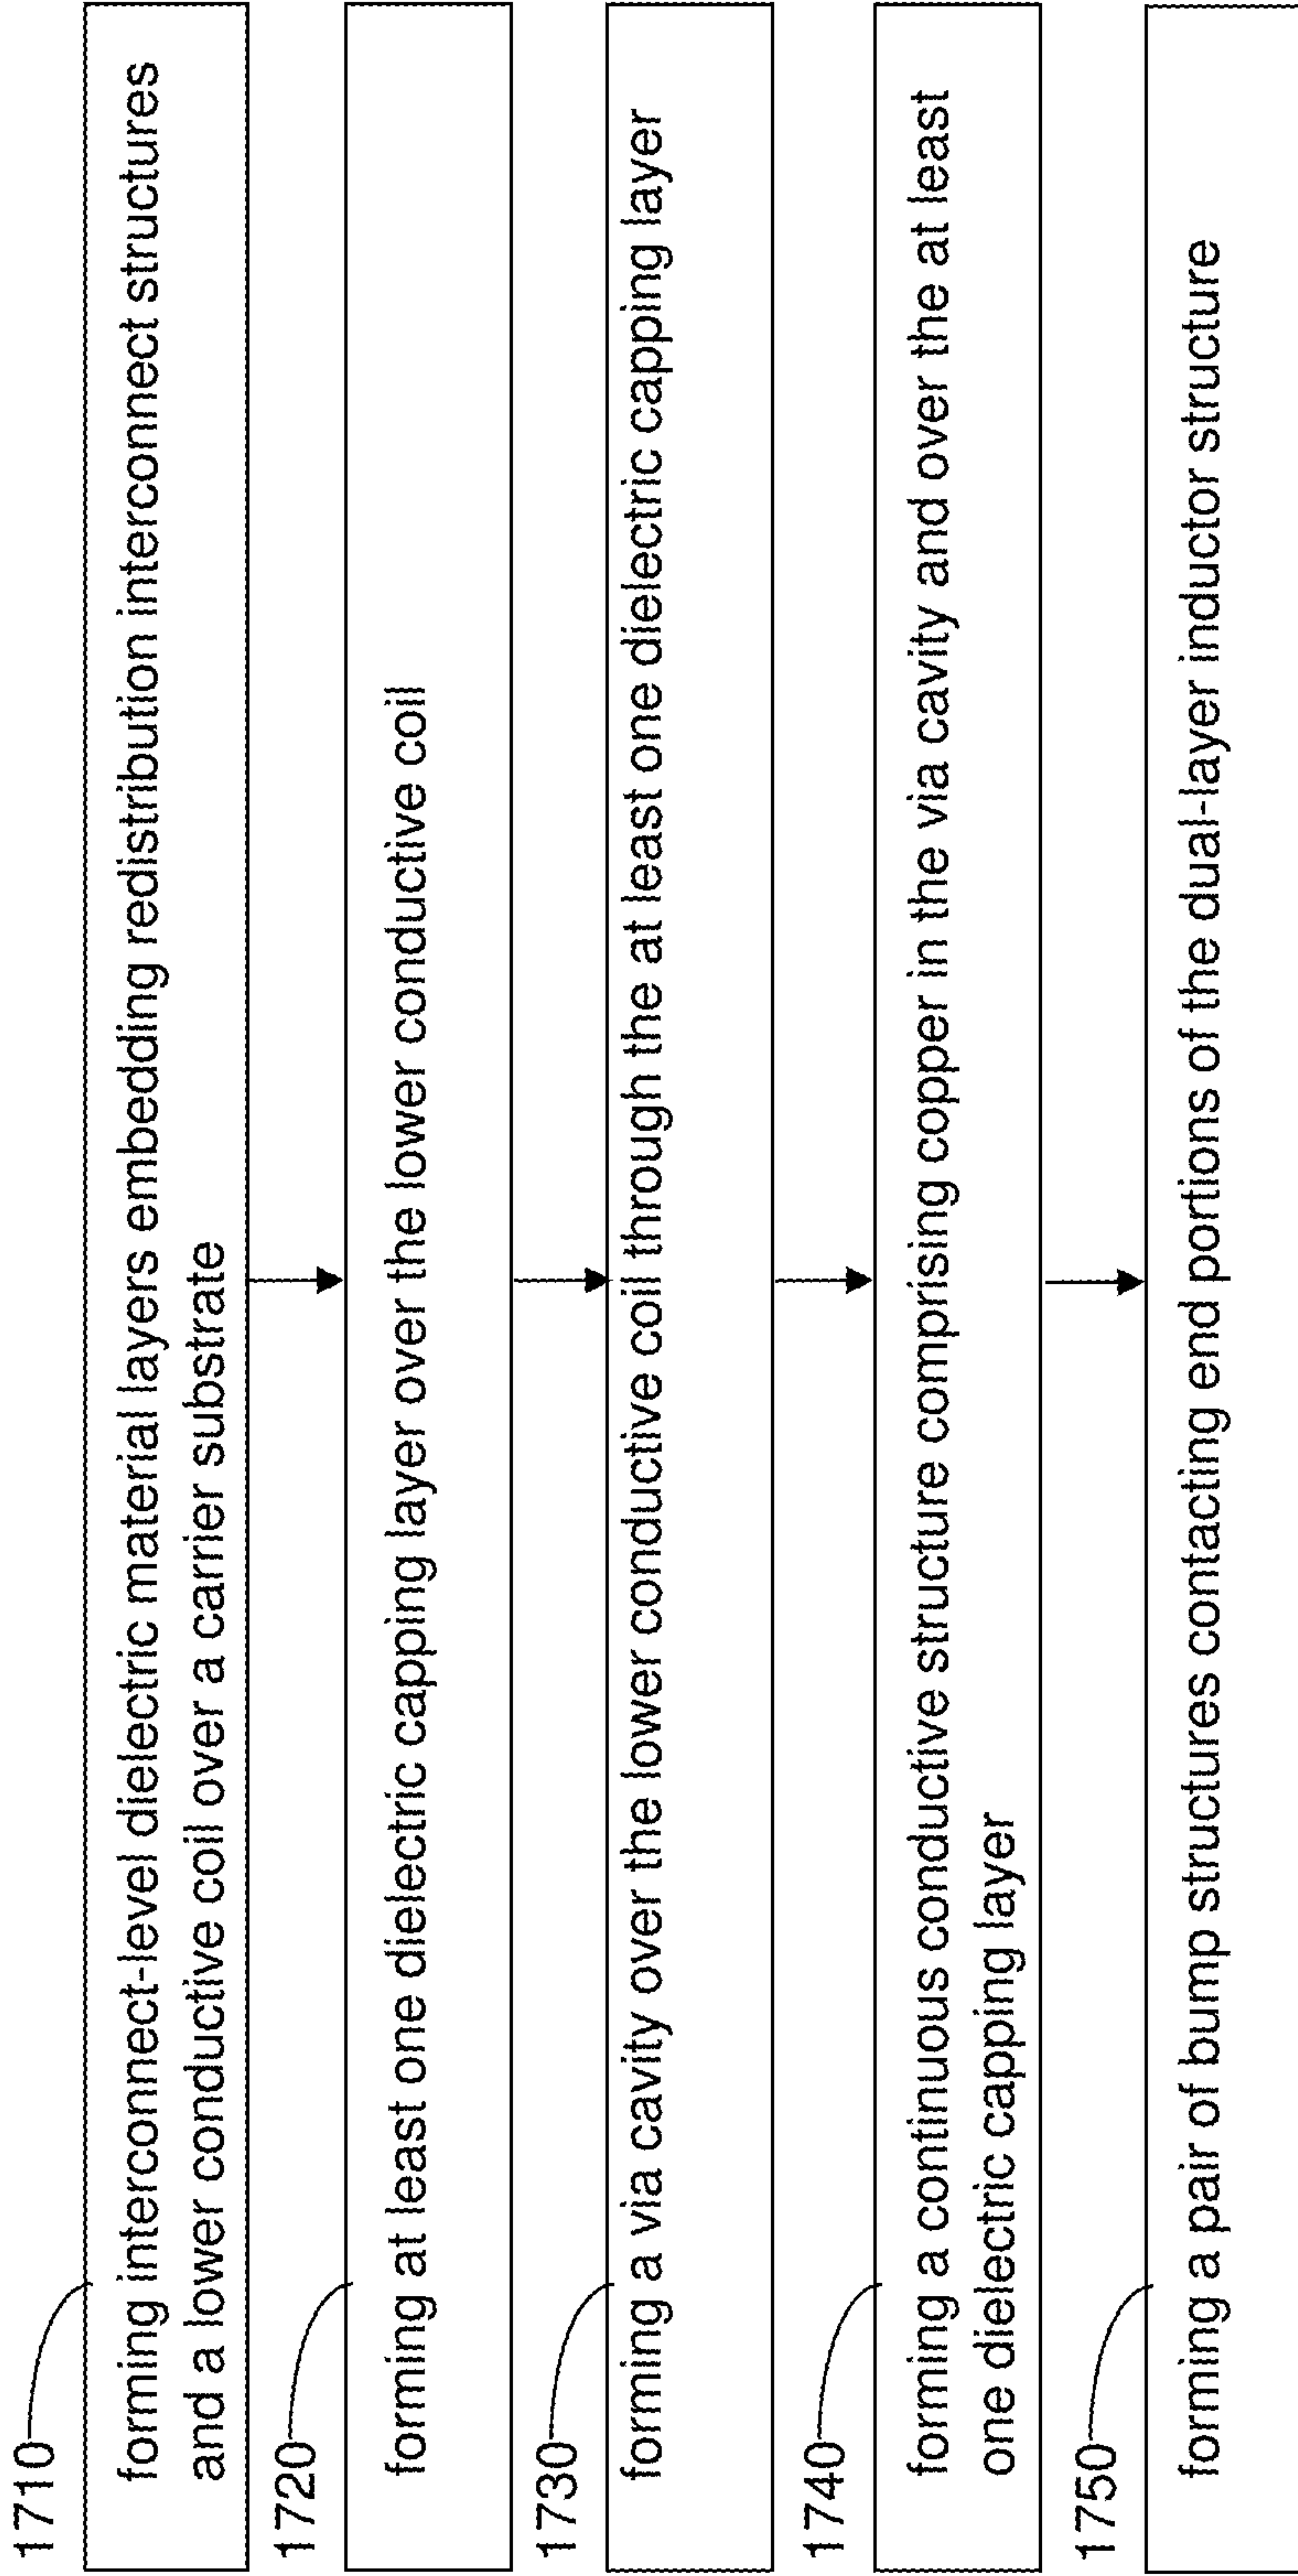 1710
forming interconnect-level dielectric material layers embedding redistribution interconnect structures
and a lower conductive coil over a carrier substrate
1720
forming at least one dielectric capping layer over the lower conductive coil
1730
forming a via cavity over the lower conductive coil through the at least one dielectric capping layer
1740
forming a continuous conductive structure comprising copper in the via cavity and over the at least
one dielectric capping layer
1750
forming a pair of bump structures contacting end portions of the dual-layer inductor structure